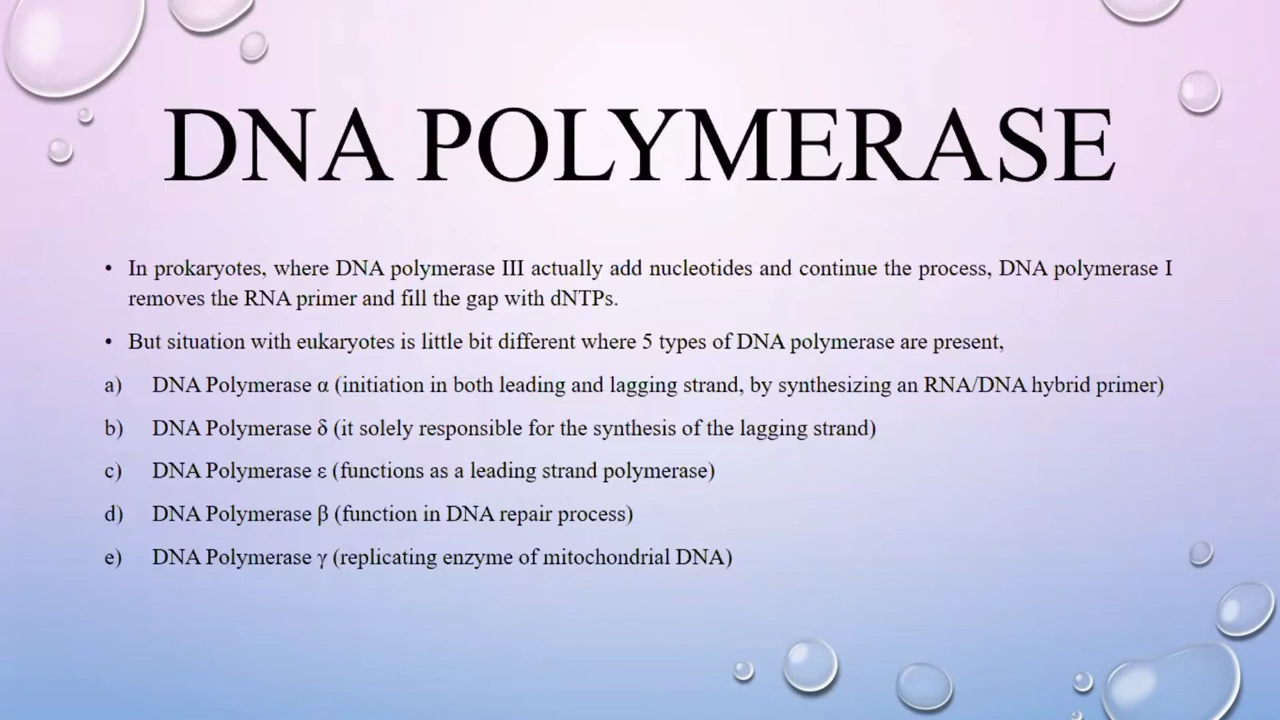 DNA POLYMERASE
• In prokaryotes, where DNA polymerase III actually add nucleotides and continue the process, DNA polymerase I
removes the RNA primer and fill the gap with dNTPs.
• But situation with eukaryotes is little bit different where 5 types of DNA polymerase are present,
a) DNA Polymerase α (initiation in both leading and lagging strand, by synthesizing an RNA/DNA hybrid primer)
b) DNA Polymerase δ (it solely responsible for the synthesis of the lagging strand)
c) DNA Polymerase ε (functions as a leading strand polymerase)
d) DNA Polymerase β (function in DNA repair process)
e) DNA Polymerase γ (replicating enzyme of mitochondrial DNA)